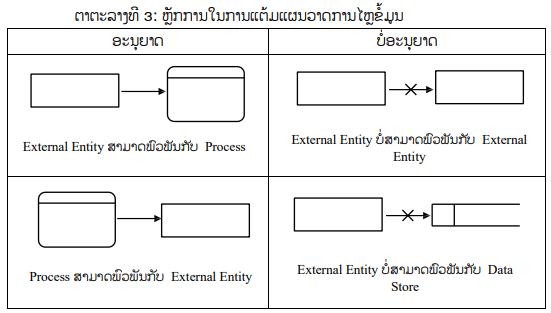 ຕາຕະລາງທີ 3: ຫຼັກການໃນການແຕ້ມແຜນວາດການໄຫຼຂໍ້ມູນ
ອະນຸຍາດ
ບໍ່ອະນຸຍາດ
External Entity ສາມາດພົວພັນກັບ Process
External Entity ບໍ່ສາມາດພົວພັນກັບ External
Entity
Process ສາມາດພົວພັນກັບ External Entity
External Entity ບໍ່ສາມາດພົວພັນກັບ Data
Store